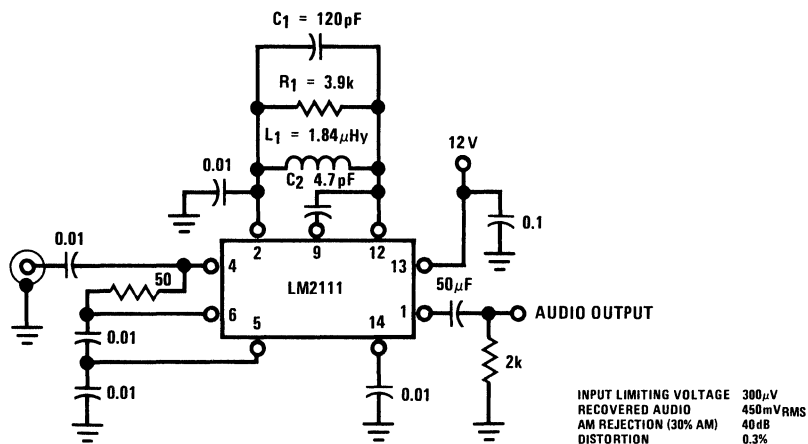 C1 = 120pF
R1 = 3.9k
L1 = 1.84µHy
C2 4.7pF
12V
0.01
0.1
2
9
12
0.01
4
13
50
LM2111
50µF
6
1
AUDIO OUTPUT
5
14
0.01
2k
0.01
0.01
INPUT LIMITING VOLTAGE 300µV
RECOVERED AUDIO 450mVRMS
AM REJECTION (30% AM) 40dB
DISTORTION 0.3%